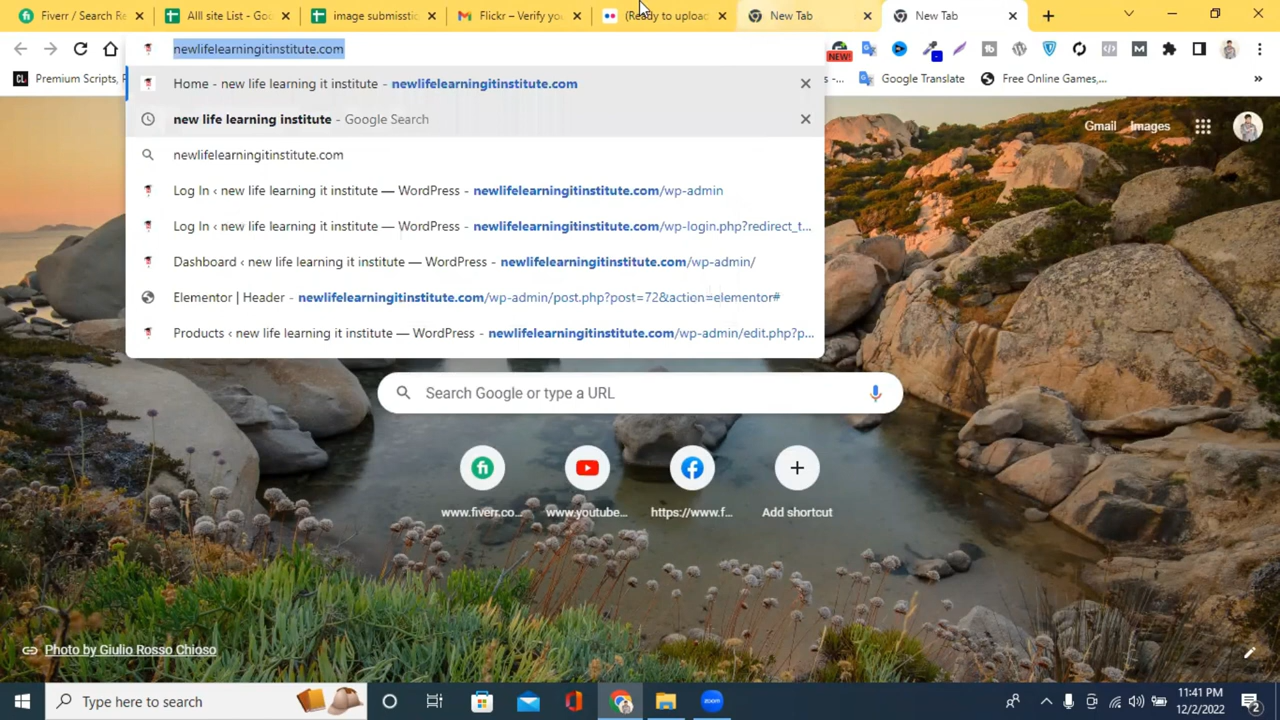 Fiverr / Search Re
Alll site List - Goo
image submisstic
Flickr – Verify yo
(Ready to upload
New Tab
New Tab
newlifelearningitinstitute.com
NEW!
Premium Scripts,
Google Translate
Free Online Games,...
»
Home - new life learning it institute - newlifelearningitinstitute.com
new life learning institute - Google Search
newlifelearningitinstitute.com
Log In ‹ new life learning it institute — WordPress - newlifelearningitinstitute.com/wp-admin
Log In ‹ new life learning it institute — WordPress - newlifelearningitinstitute.com/wp-login.php?redirect_t...
Dashboard ‹ new life learning it institute — WordPress - newlifelearningitinstitute.com/wp-admin/
Elementor | Header - newlifelearningitinstitute.com/wp-admin/post.php?post=72&action=elementor#
Products ‹ new life learning it institute — WordPress - newlifelearningitinstitute.com/wp-admin/edit.php?p...
Gmail Images
Search Google or type a URL
www.fiverr.co... www.youtube... https://www.f... Add shortcut
Photo by Giulio Rosso Chioso
Type here to search
zoom
11:41 PM
12/2/2022
2